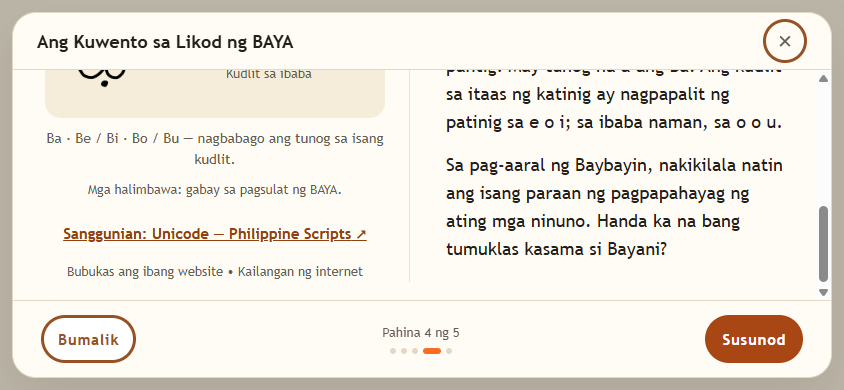 Ang Kuwento sa Likod ng BAYA
Kudlit sa ibaba
Ba · Be / Bi · Bo / Bu — nagbabago ang tunog sa isang
kudlit.
Mga halimbawa: gabay sa pagsulat ng BAYA.
Sanggunian: Unicode — Philippine Scripts ↗
Bubukas ang ibang website • Kailangan ng internet
sa itaas ng katinig ay nagpapalit ng
patinig sa e o i; sa ibaba naman, sa o o u.
Sa pag-aaral ng Baybayin, nakikilala natin
ang isang paraan ng pagpapahayag ng
ating mga ninuno. Handa ka na bang
tumuklas kasama si Bayani?
Bumalik
Pahina 4 ng 5
Susunod